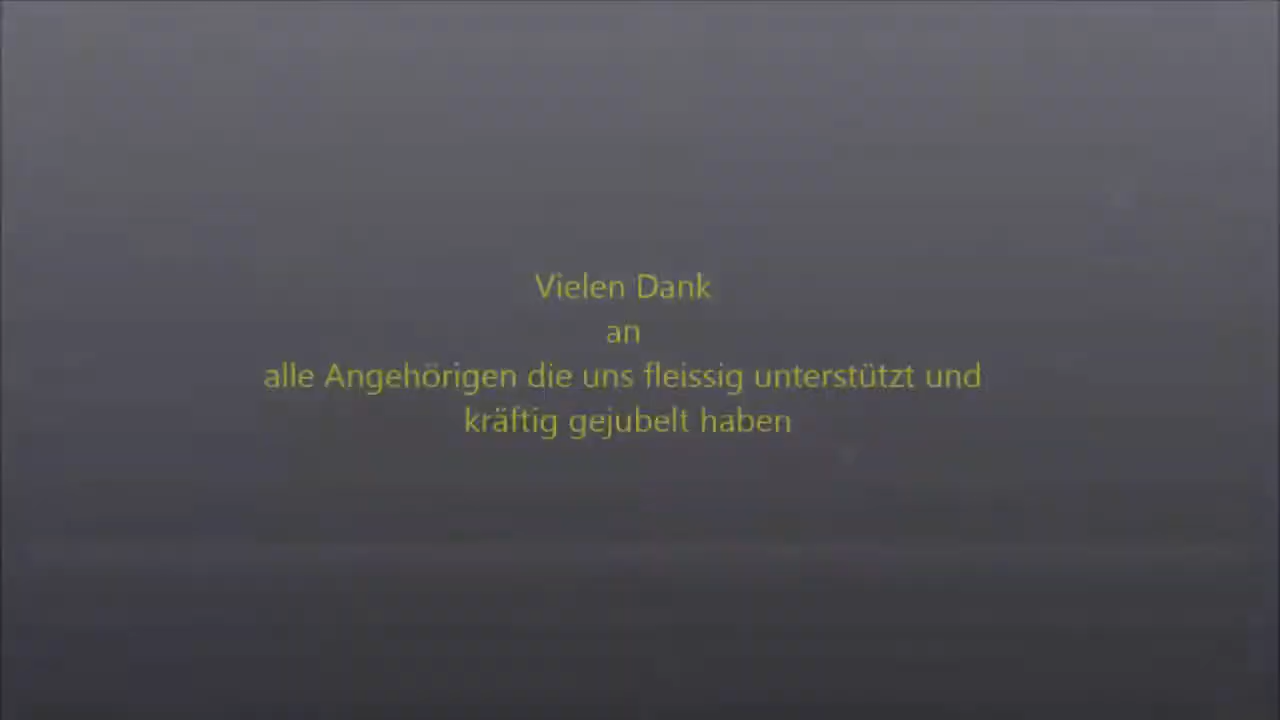 Vielen Dank
an
alle Angehörigen die uns fleissig unterstützt und
kräftig gejubelt haben